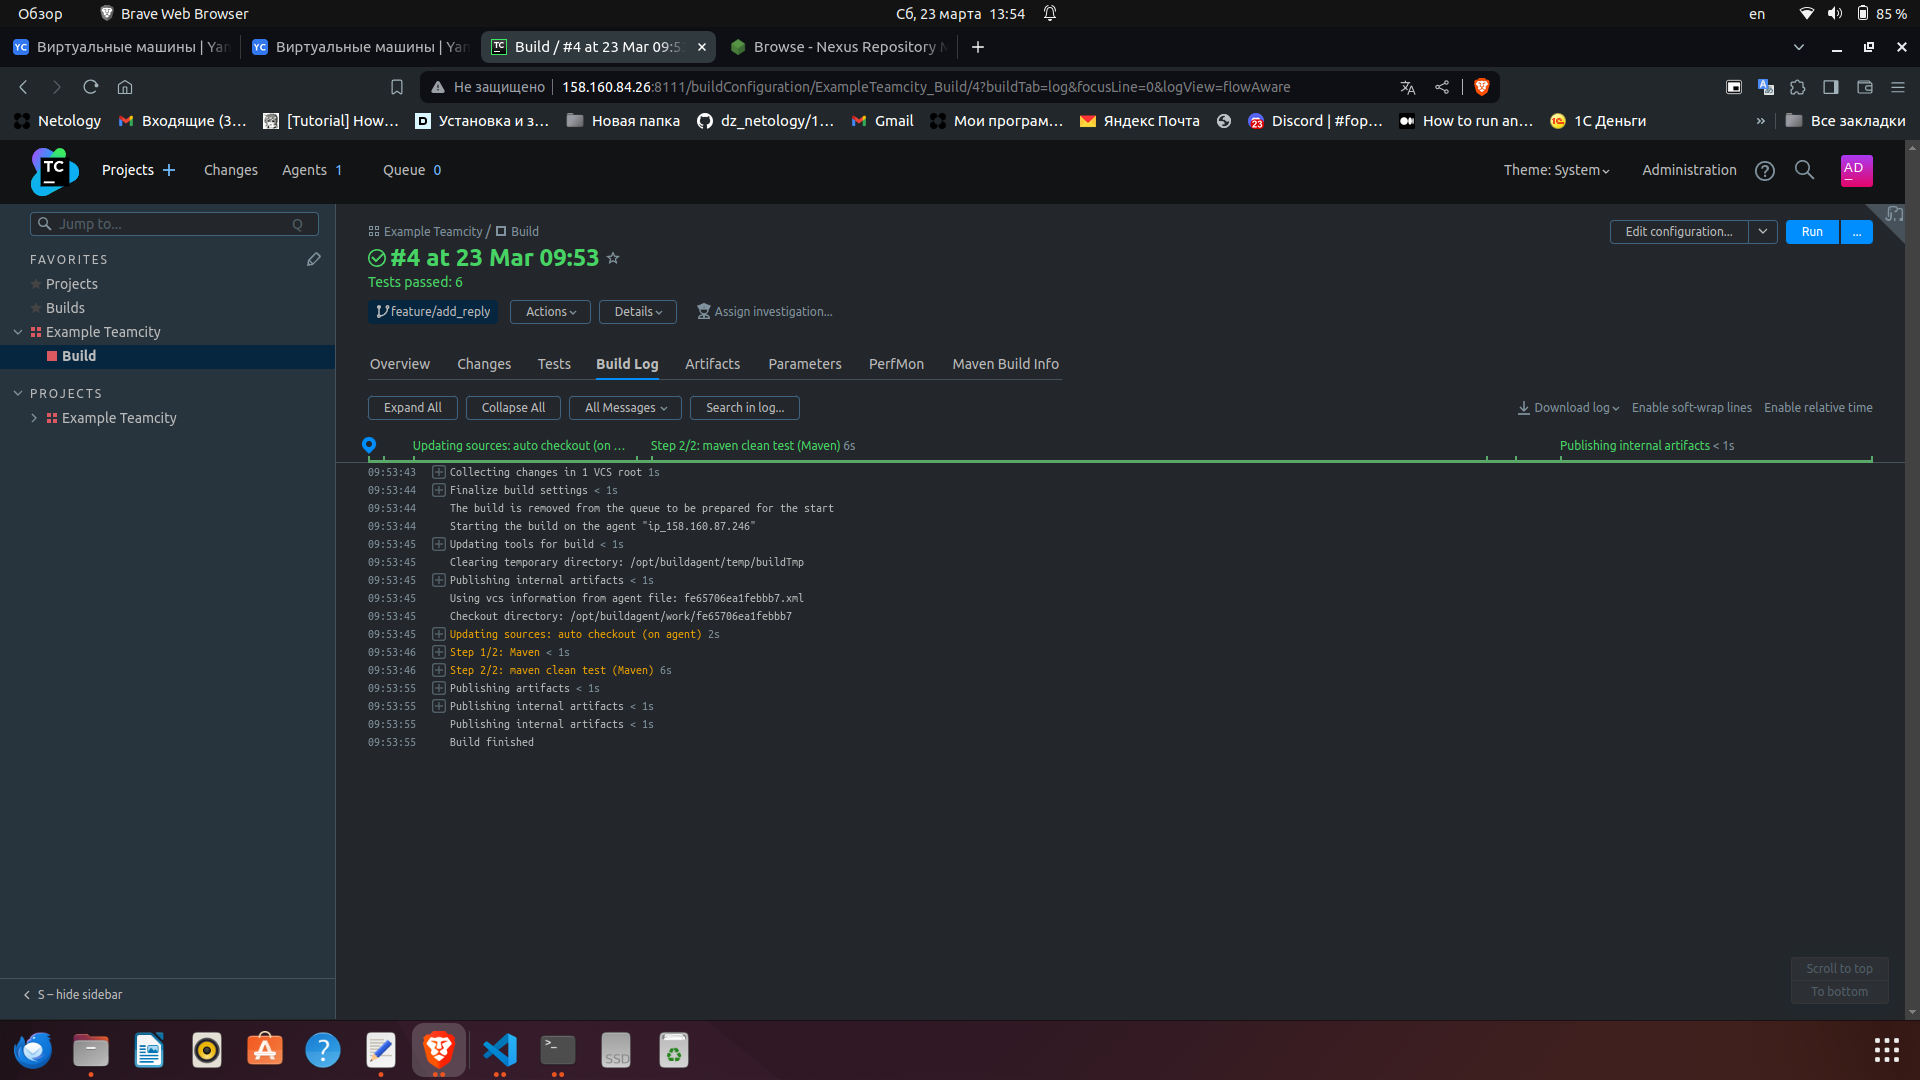 Обзор
Brave Web Browser
Сб, 23 марта 13:54
en
85 %
Виртуальные машины | Yan
Виртуальные машины | Yan
Build / #4 at 23 Mar 09:5
Browse - Nexus Repository M
Не защищено
158.160.84.26:8111/buildConfiguration/ExampleTeamcity_Build/4?buildTab=log&focusLine=0&logView=flowAware
Netology
Входящие (3...
[Tutorial] How...
Установка и з...
Новая папка
dz_netology/1...
Gmail
Мои програм...
Яндекс Почта
Discord | #fop...
How to run an...
1С Деньги
»
Все закладки
TC
Projects
Changes
Agents 1
Queue 0
Theme: System
Administration
AD
Jump to...
Q
FAVORITES
Projects
Builds
Example Teamcity
Build
PROJECTS
Example Teamcity
S – hide sidebar
Example Teamcity / Build
Edit configuration...
Run
...
#4 at 23 Mar 09:53
Tests passed: 6
feature/add_reply
Actions
Details
Assign investigation...
Overview
Changes
Tests
Build Log
Artifacts
Parameters
PerfMon
Maven Build Info
Expand All
Collapse All
All Messages
Search in log...
Download log
Enable soft-wrap lines
Enable relative time
Updating sources: auto checkout (on ...
Step 2/2: maven clean test (Maven) 6s
Publishing internal artifacts < 1s
09:53:43 Collecting changes in 1 VCS root 1s
09:53:44 Finalize build settings < 1s
09:53:44 The build is removed from the queue to be prepared for the start
09:53:44 Starting the build on the agent "ip_158.160.87.246"
09:53:45 Updating tools for build < 1s
09:53:45 Clearing temporary directory: /opt/buildagent/temp/buildTmp
09:53:45 Publishing internal artifacts < 1s
09:53:45 Using vcs information from agent file: fe65706ea1febbb7.xml
09:53:45 Checkout directory: /opt/buildagent/work/fe65706ea1febbb7
09:53:45 Updating sources: auto checkout (on agent) 2s
09:53:46 Step 1/2: Maven < 1s
09:53:46 Step 2/2: maven clean test (Maven) 6s
09:53:55 Publishing artifacts < 1s
09:53:55 Publishing internal artifacts < 1s
09:53:55 Publishing internal artifacts < 1s
09:53:55 Build finished
Scroll to top
To bottom
SSD